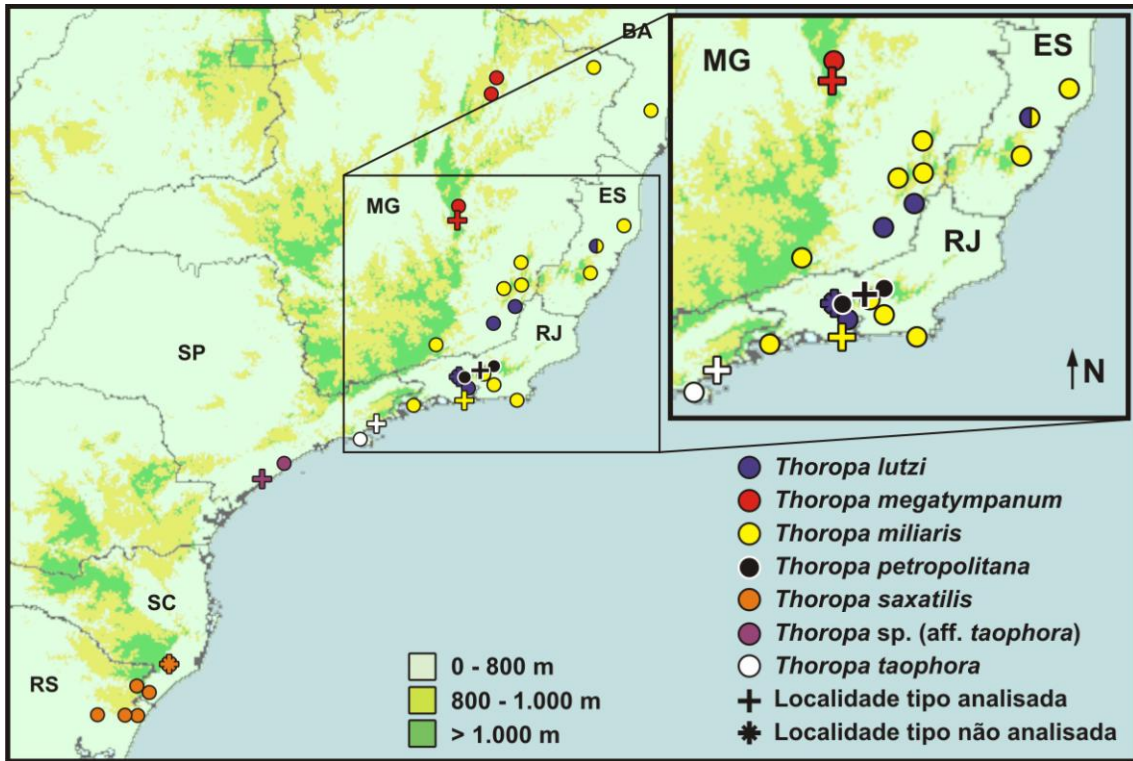 BA
MG
ES
RJ
SP
SC
RS
MG
ES
RJ
N
Thoropa lutzi
Thoropa megatympanum
Thoropa miliaris
Thoropa petropolitana
Thoropa saxatilis
Thoropa sp. (aff. taophora)
Thoropa taophora
Localidade tipo analisada
Localidade tipo não analisada
0 - 800 m
800 - 1.000 m
> 1.000 m